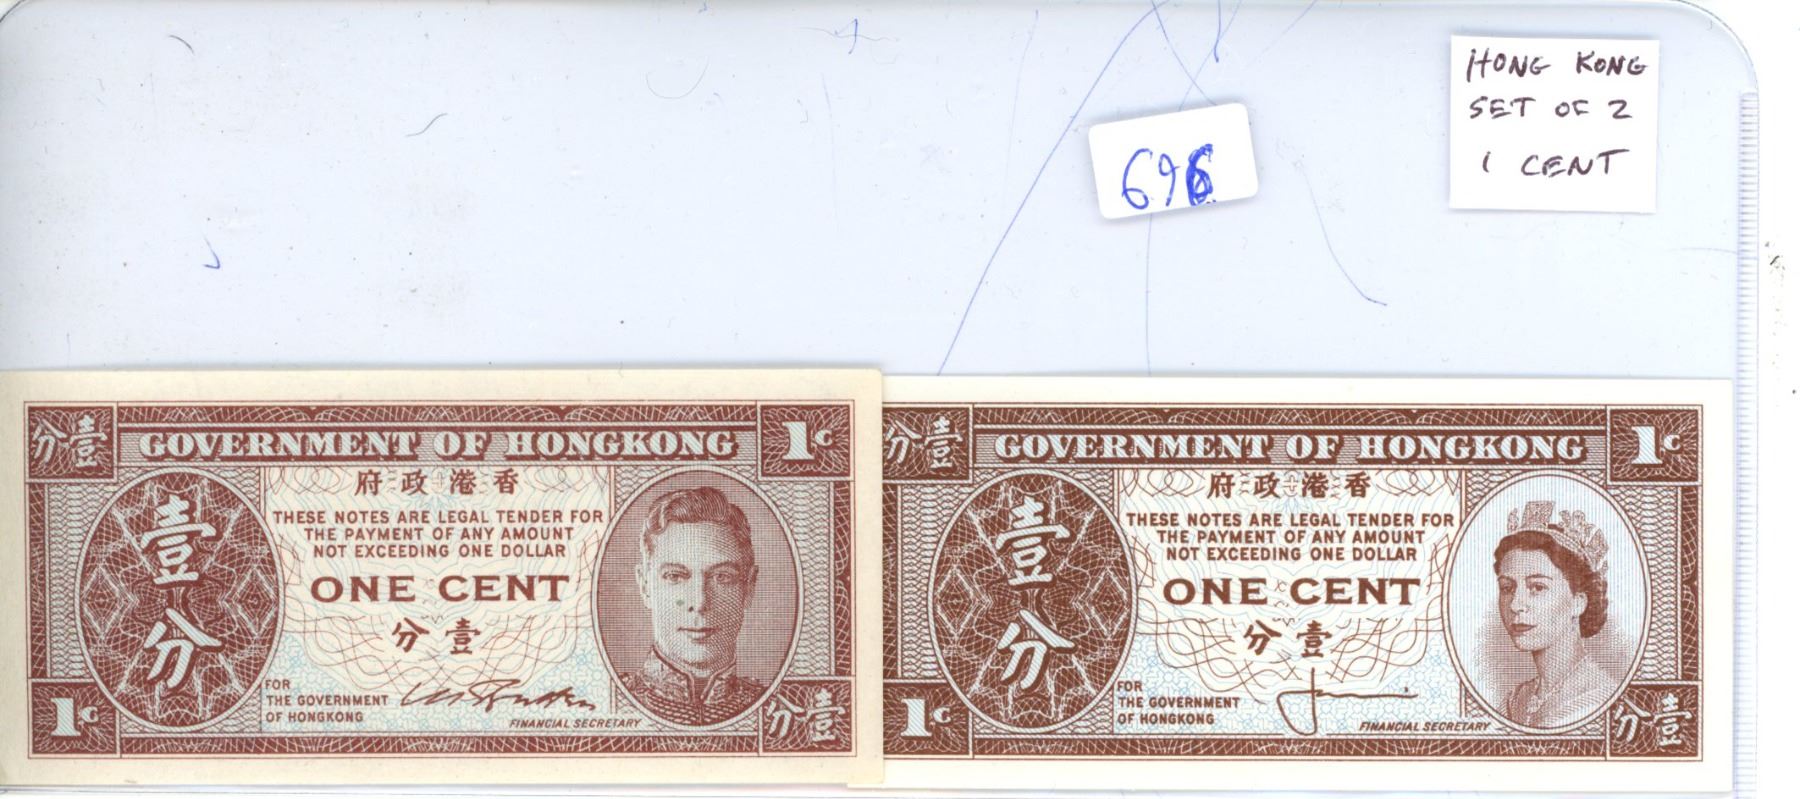 HONG KONG
SET OF 2
1 CENT
分壹 GOVERNMENT OF HONGKONG 1c
府政港香
THESE NOTES ARE LEGAL TENDER FOR
THE PAYMENT OF ANY AMOUNT
NOT EXCEEDING ONE DOLLAR
壹分
ONE CENT
分壹
FOR
THE GOVERNMENT
OF HONGKONG
FINANCIAL SECRETARY
1c 分壹
分壹 GOVERNMENT OF HONGKONG 1c
府政港香
THESE NOTES ARE LEGAL TENDER FOR
THE PAYMENT OF ANY AMOUNT
NOT EXCEEDING ONE DOLLAR
壹分
ONE CENT
分壹
FOR
THE GOVERNMENT
OF HONGKONG
FINANCIAL SECRETARY
1c 分壹